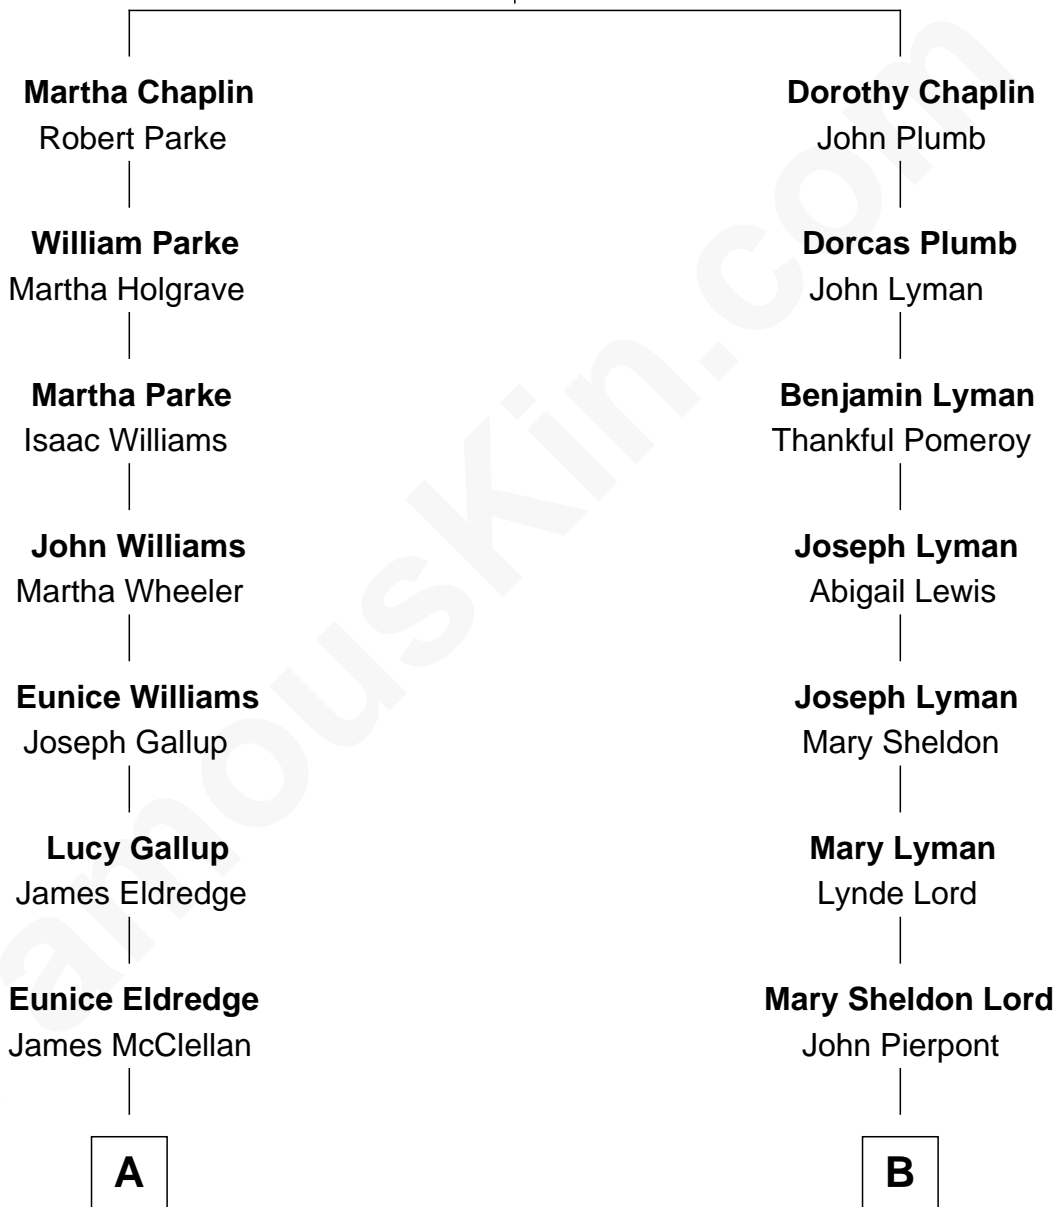 Martha Chaplin
Robert Parke
William Parke
Martha Holgrave
Martha Parke
Isaac Williams
John Williams
Martha Wheeler
Eunice Williams
Joseph Gallup
Lucy Gallup
James Eldredge
Eunice Eldredge
James McClellan
A
Dorothy Chaplin
John Plumb
Dorcas Plumb
John Lyman
Benjamin Lyman
Thankful Pomeroy
Joseph Lyman
Abigail Lewis
Joseph Lyman
Mary Sheldon
Mary Lyman
Lynde Lord
Mary Sheldon Lord
John Pierpont
B
amouskin.com